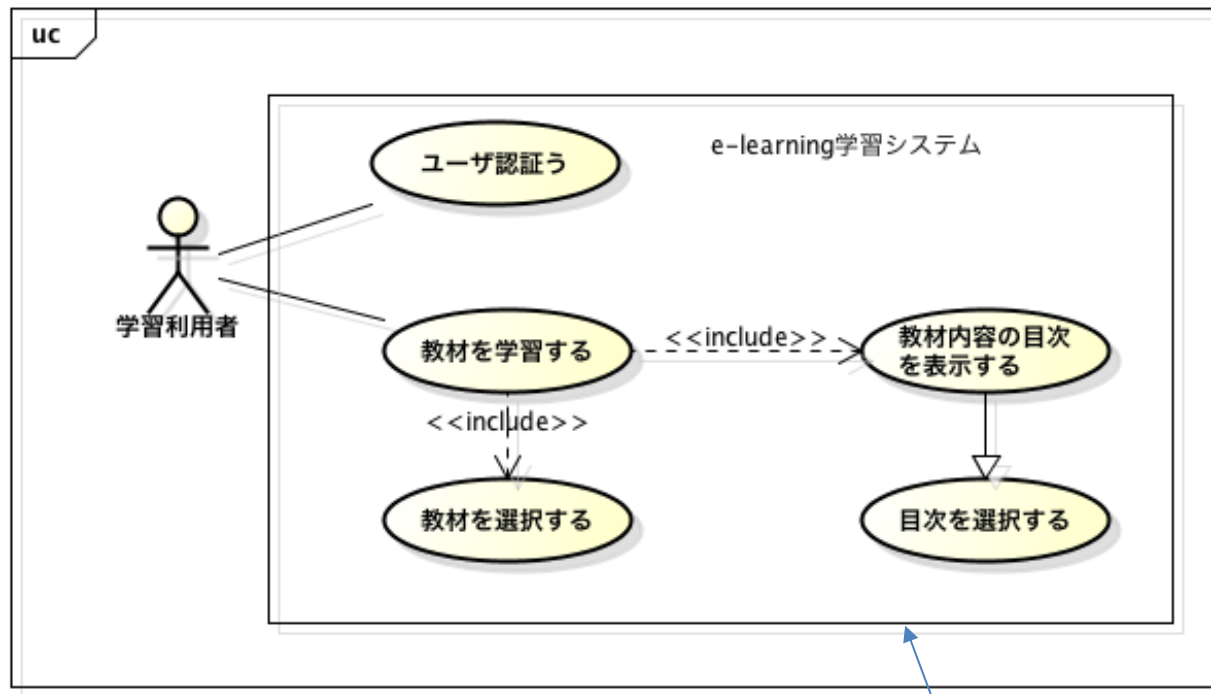 uc
e-learning学習システム
ユーザ認証う
学習利用者
教材を学習する
<<include>>
教材内容の目次
を表示する
<<include>>
教材を選択する
目次を選択する